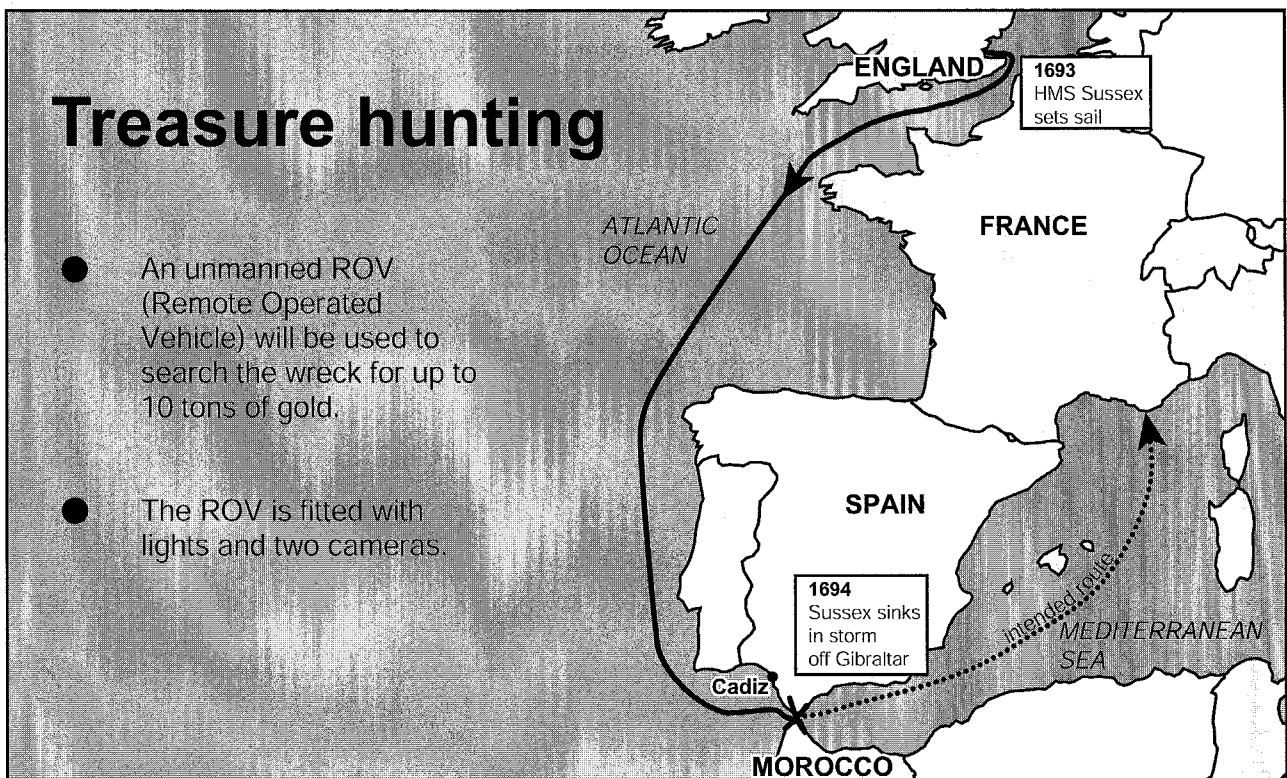 Treasure hunting
An unmanned ROV
(Remote Operated
Vehicle) will be used to
search the wreck for up to
10 tons of gold.
The ROV is fitted with
lights and two cameras.
ENGLAND
1693
HMS Sussex
sets sail
ATLANTIC
OCEAN
FRANCE
SPAIN
1694
Sussex sinks
in storm
off Gibraltar
intended route
MEDITERRANEAN
SEA
Cadiz
MOROCCO